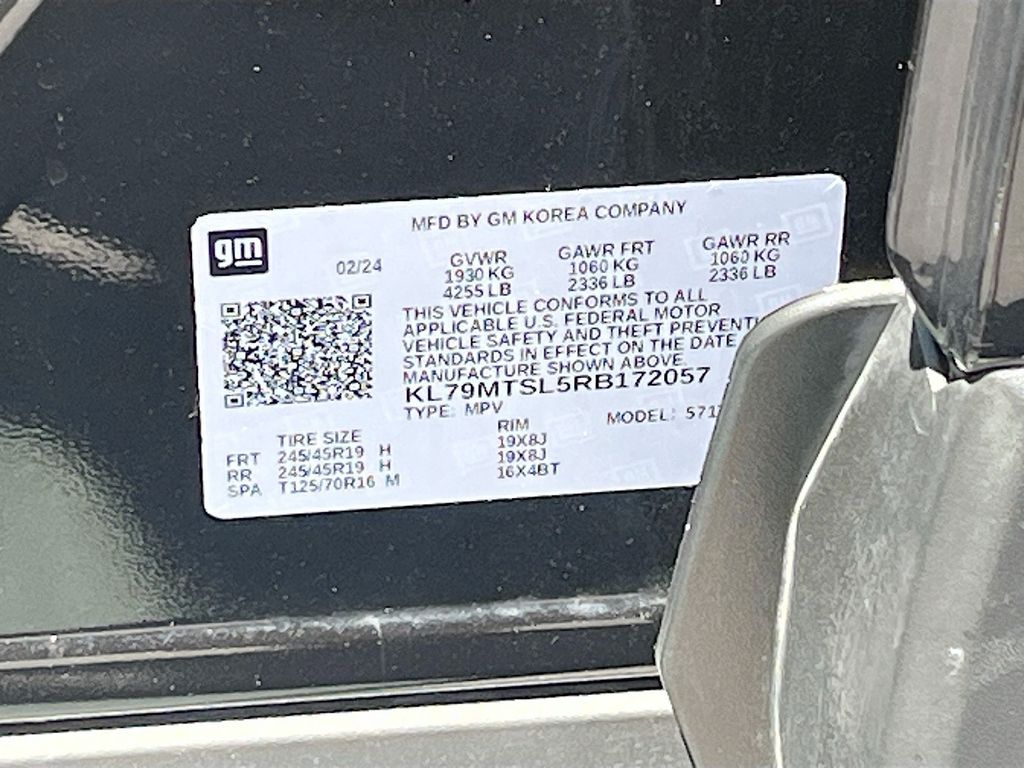 MFD BY GM KOREA COMPANY
gm
02/24
GVWR
1930 KG
4255 LB
GAWR FRT
1060 KG
2336 LB
GAWR RR
1060 KG
2336 LB
THIS VEHICLE CONFORMS TO ALL
APPLICABLE U.S. FEDERAL MOTOR
VEHICLE SAFETY AND THEFT PREVENTI
STANDARDS IN EFFECT ON THE DATE
MANUFACTURE SHOWN ABOVE.
KL79MTSL5RB172057
TYPE: MPV MODEL: 571
TIRE SIZE RIM
FRT 245/45R19 H 19X8J
RR 245/45R19 H 19X8J
SPA T125/70R16 M 16X4BT